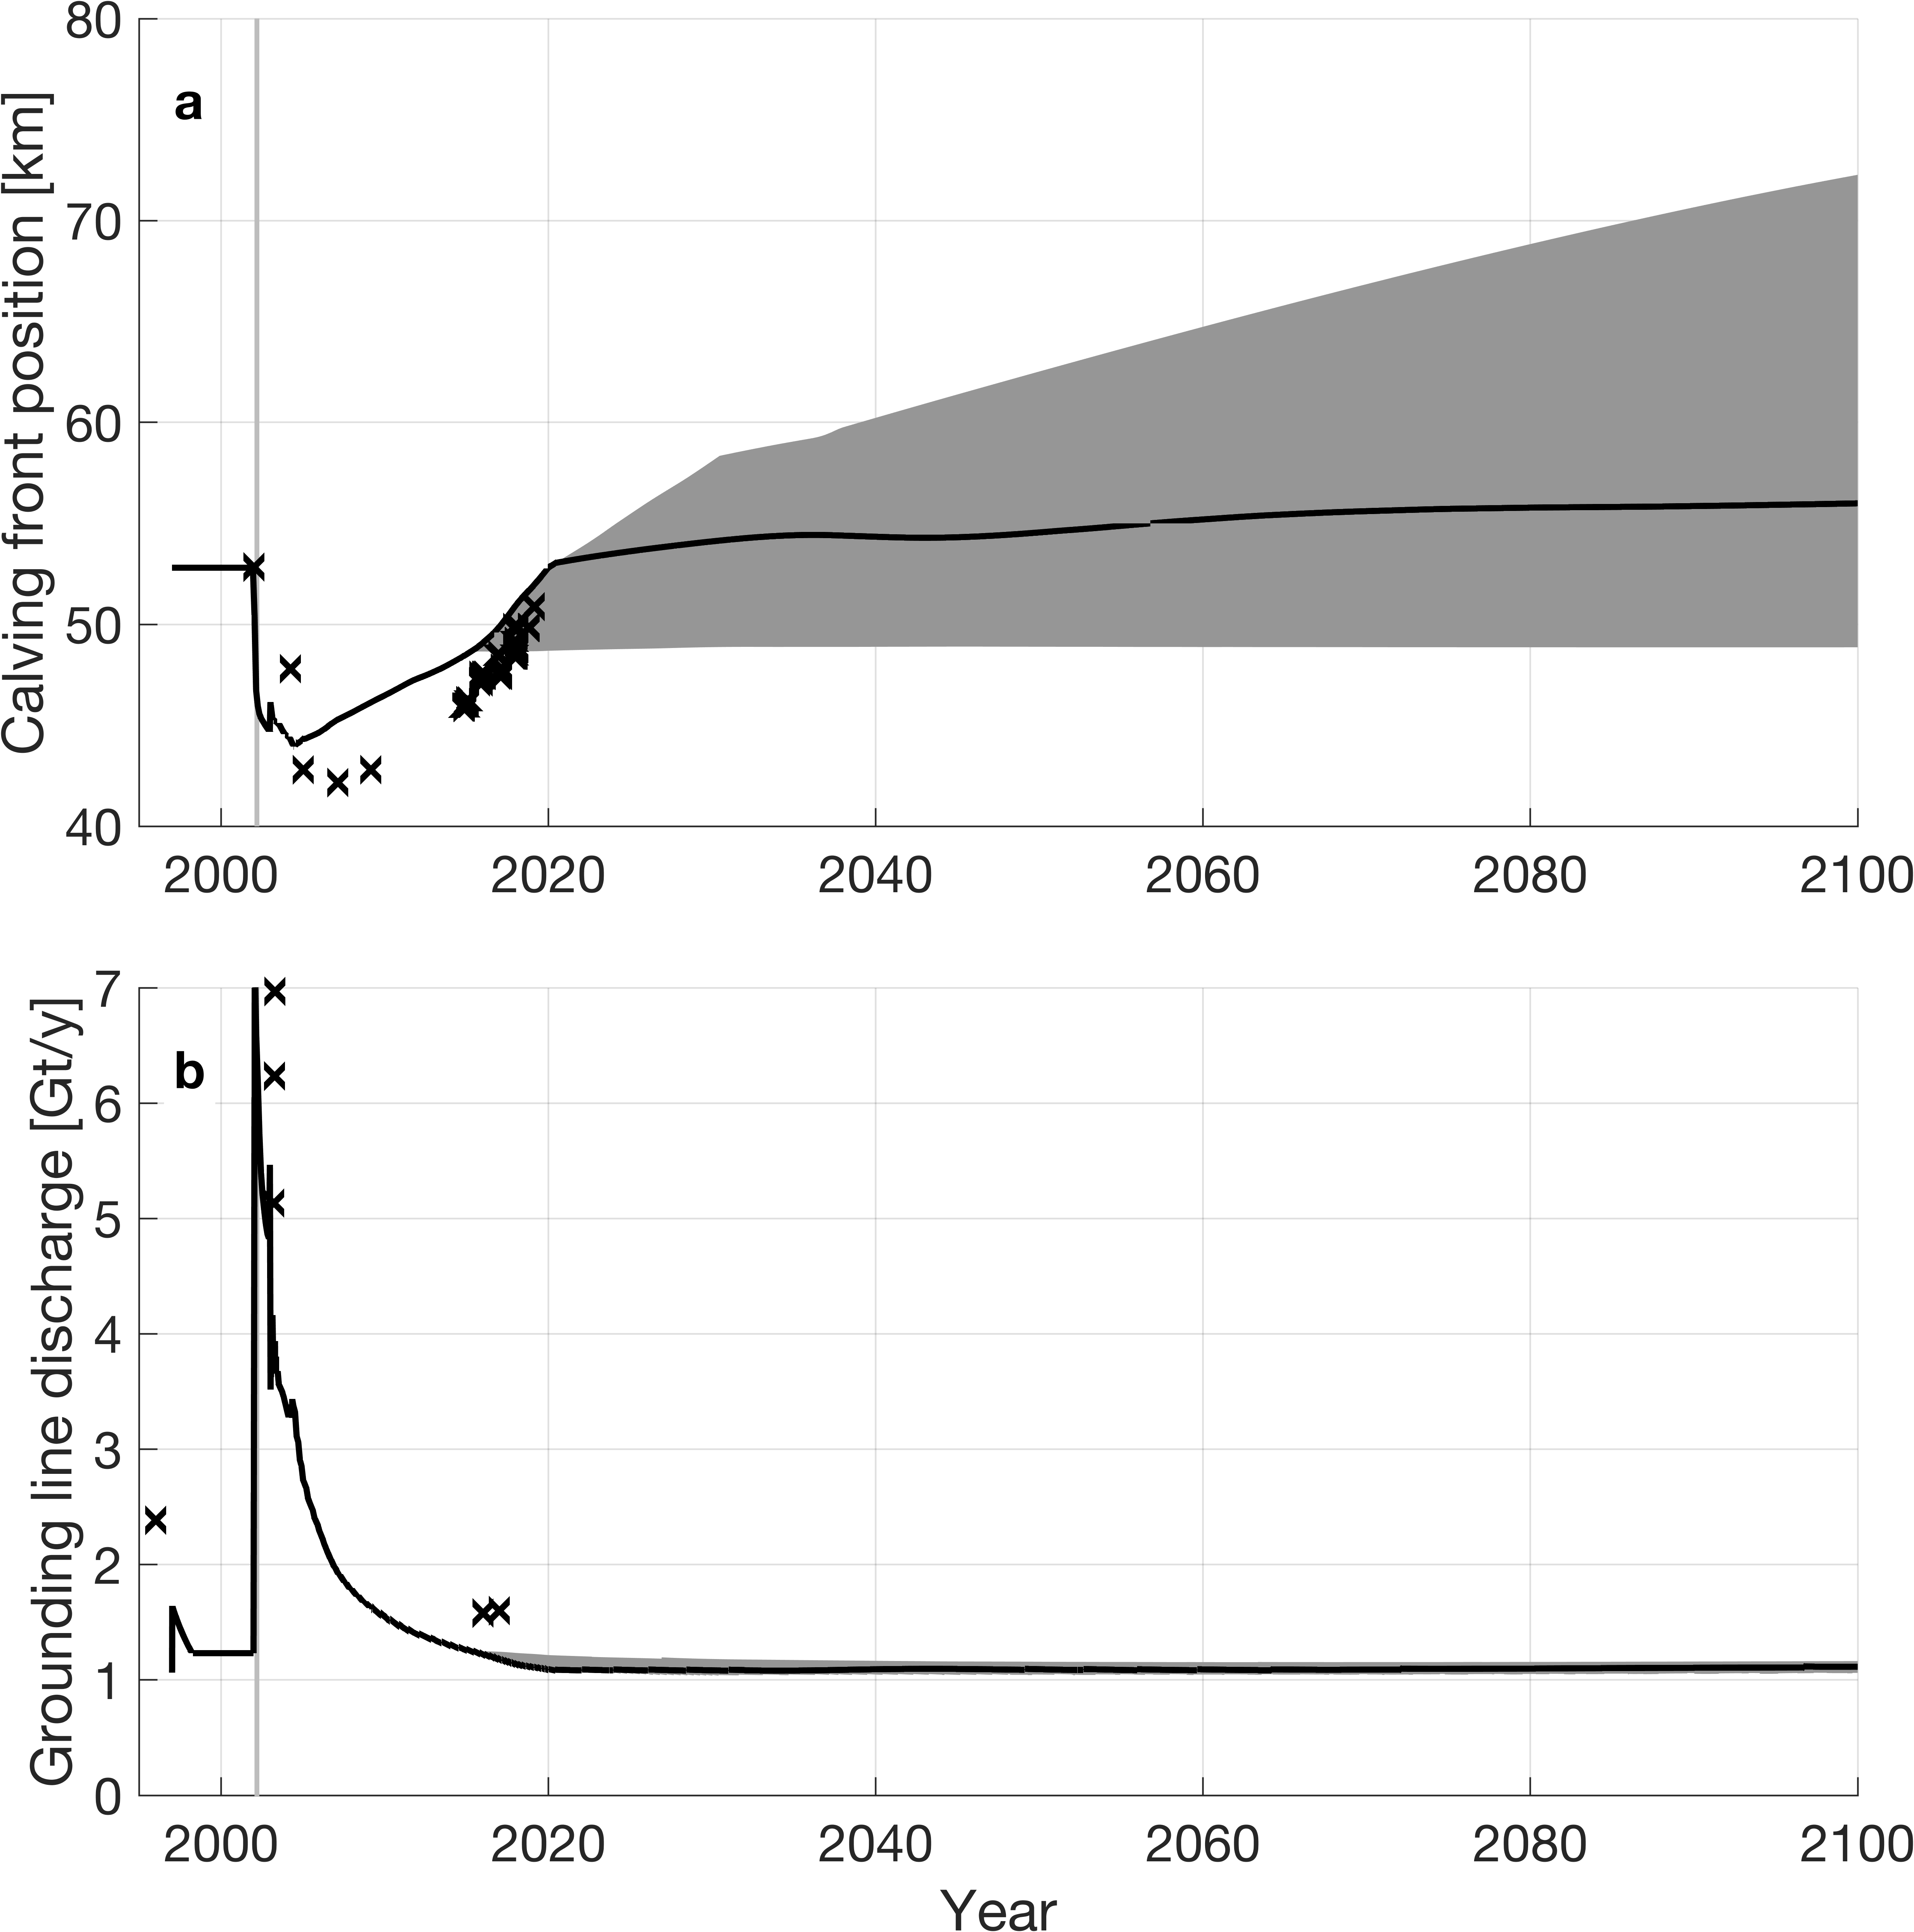 a
Calving front position [km]
80
70
60
50
40
2000 2020 2040 2060 2080 2100
b
Grounding line discharge [Gt/y]
7
6
5
4
3
2
1
0
2000 2020 2040 2060 2080 2100
Year